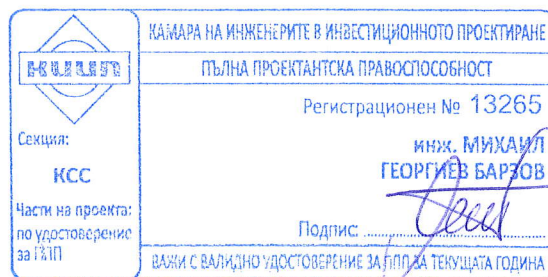 КАМАРА НА ИНЖЕНЕРИТЕ В ИНВЕСТИЦИОННОТО ПРОЕКТИРАНЕ
КИИП
ПЪЛНА ПРОЕКТАНТСКА ПРАВОСПОСОБНОСТ
Регистрационен № 13265
Секция:
КСС
инж. МИХАИЛ
ГЕОРГИЕВ БАРЗОВ
Части на проекта:
по удостоверение
за ППП
Подпис:
ВАЖИ С ВАЛИДНО УДОСТОВЕРЕНИЕ ЗА ППП ЗА ТЕКУЩАТА ГОДИНА